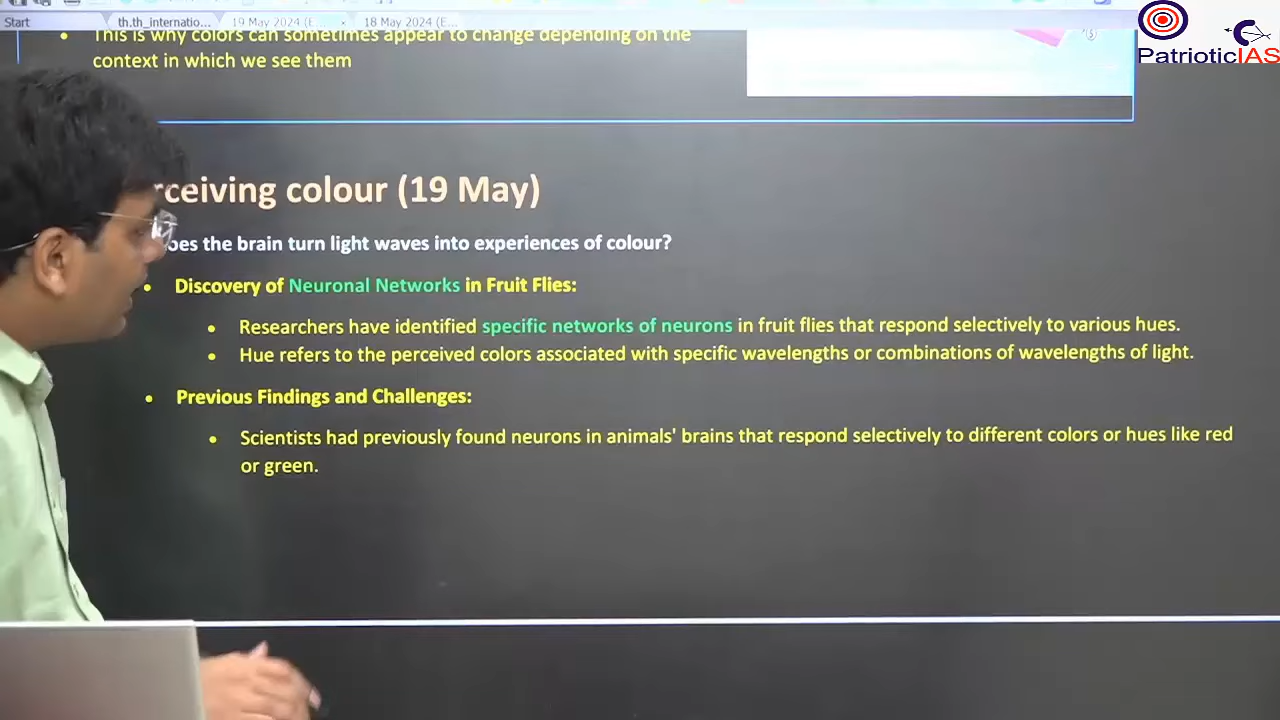 Start
th.th_internatio...
19 May 2024 (E...
18 May 2024 (E...
PatrioticIAS
This is why colors can sometimes appear to change depending on the
context in which we see them
rceiving colour (19 May)
oes the brain turn light waves into experiences of colour?
• Discovery of Neuronal Networks in Fruit Flies:
• Researchers have identified specific networks of neurons in fruit flies that respond selectively to various hues.
• Hue refers to the perceived colors associated with specific wavelengths or combinations of wavelengths of light.
• Previous Findings and Challenges:
• Scientists had previously found neurons in animals' brains that respond selectively to different colors or hues like red
or green.